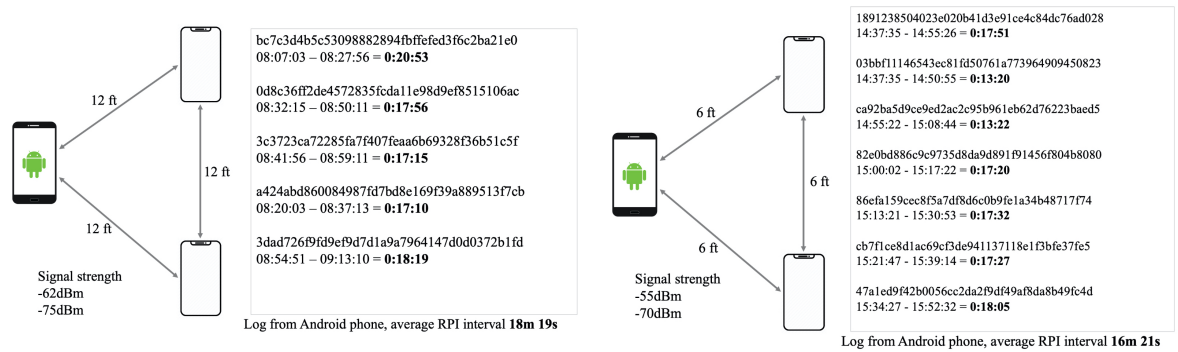 12 ft
12 ft
12 ft
Signal strength
-62dBm
-75dBm
bc7c3d4b5c53098882894fbffefed3f6c2ba21e0
08:07:03 – 08:27:56 = 0:20:53
0d8c36ff2de4572835fcda11e98d9ef8515106ac
08:32:15 – 08:50:11 = 0:17:56
3c3723ca72285fa7f407feaa6b69328f36b51c5f
08:41:56 – 08:59:11 = 0:17:15
a424abd860084987fd7bd8e169f39a889513f7cb
08:20:03 – 08:37:13 = 0:17:10
3dad726f9fd9ef9d7d1a9a7964147d0d0372b1fd
08:54:51 – 09:13:10 = 0:18:19
Log from Android phone, average RPI interval 18m 19s
6 ft
6 ft
6 ft
Signal strength
-55dBm
-70dBm
1891238504023e020b41d3e91ce4c84dc76ad028
14:37:35 - 14:55:26 = 0:17:51
03bbf11146543ec81fd50761a773964909450823
14:37:35 - 14:50:55 = 0:13:20
ca92ba5d9ce9ed2ac2c95b961eb62d76223baed5
14:55:22 - 15:08:44 = 0:13:22
82e0bd886c9c9735d8da9d891f91456f804b8080
15:00:02 - 15:17:22 = 0:17:20
86efa159cec8f5a7df8d6c0b9fe1a34b48717f74
15:13:21 - 15:30:53 = 0:17:32
cb7f1ce8d1ac69cf3de941137118e1f3bfe37fe5
15:21:47 - 15:39:14 = 0:17:27
47a1ed9f42b0056cc2da2f9df49af8da8b49fc4d
15:34:27 - 15:52:32 = 0:18:05
Log from Android phone, average RPI interval 16m 21s